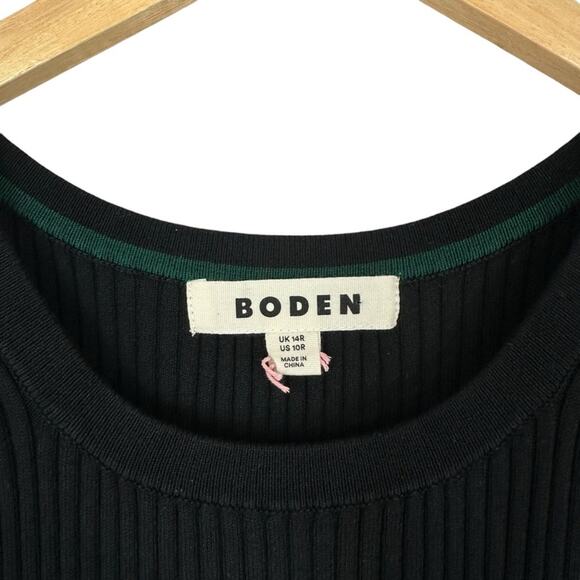 BODEN
UK 14R
US 10R
MADE IN
CHINA